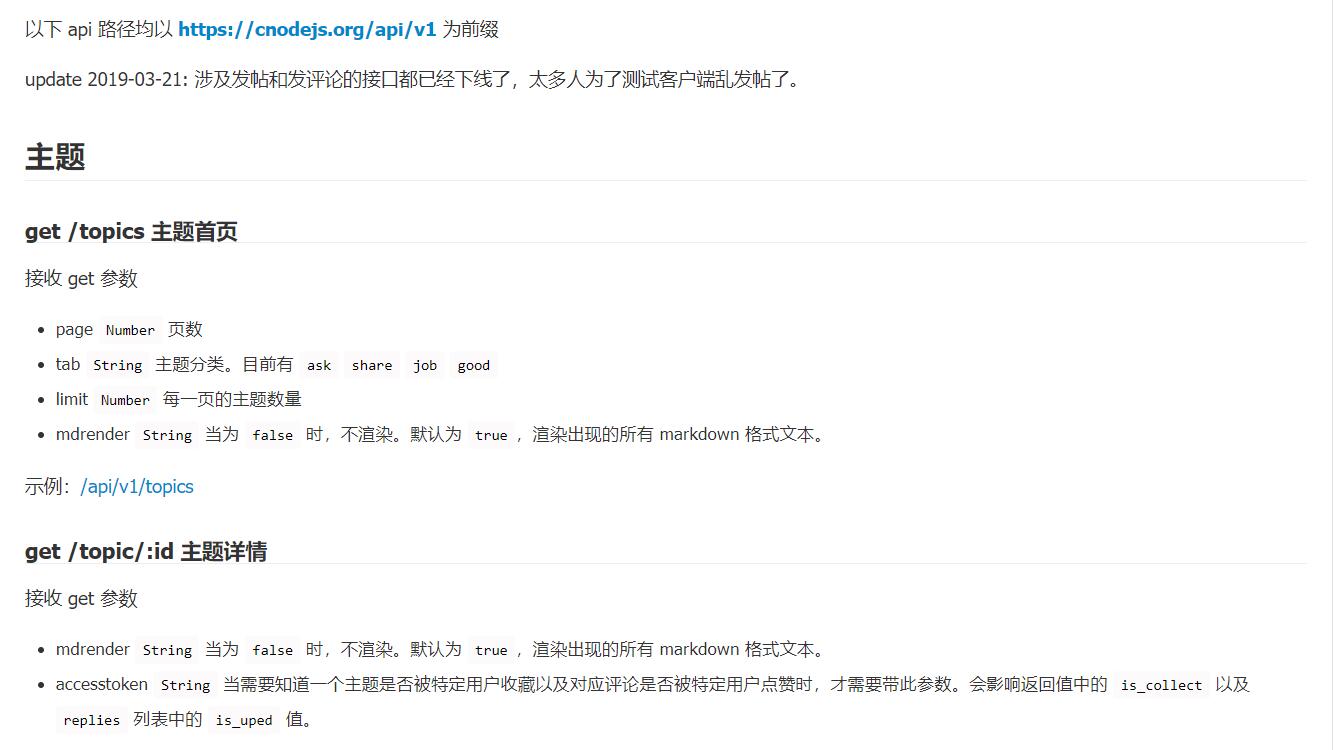 以下 api 路径均以 https://cnodejs.org/api/v1 为前缀
update 2019-03-21: 涉及发帖和发评论的接口都已经下线了，太多人为了测试客户端乱发帖了。
主题
get /topics 主题首页
接收 get 参数
• page Number 页数
• tab String 主题分类。目前有 ask share job good
• limit Number 每一页的主题数量
• mdrender String 当为 false 时，不渲染。默认为 true ，渲染出现的所有 markdown 格式文本。
示例：/api/v1/topics
get /topic/:id 主题详情
接收 get 参数
• mdrender String 当为 false 时，不渲染。默认为 true ，渲染出现的所有 markdown 格式文本。
• accesstoken String 当需要知道一个主题是否被特定用户收藏以及对应评论是否被特定用户点赞时，才需要带此参数。会影响返回值中的 is_collect 以及
replies 列表中的 is_uped 值。